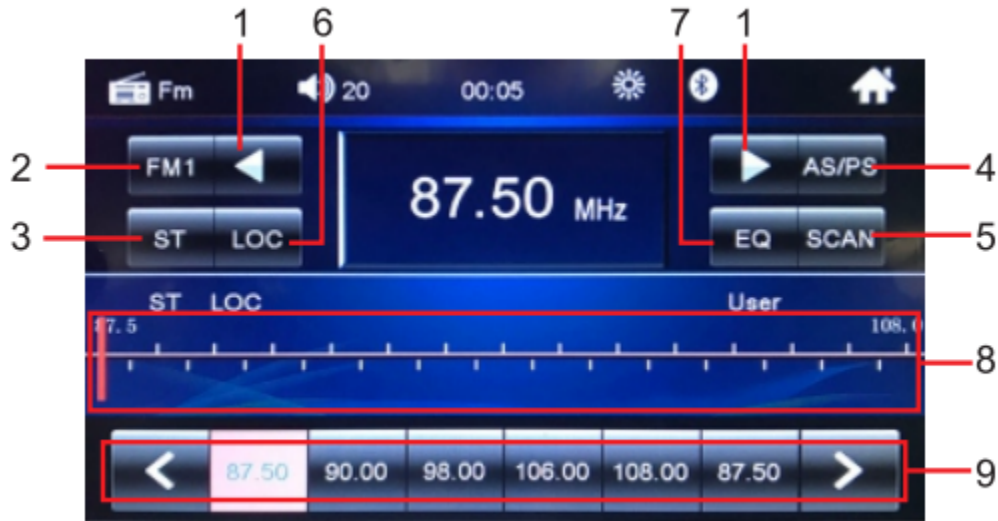 1 6 7 1
Fm 20 00:05
2 FM1 87.50 MHz AS/PS 4
3 ST LOC EQ SCAN 5
ST LOC User
87.5 108.0
8
87.50 90.00 98.00 106.00 108.00 87.50
9